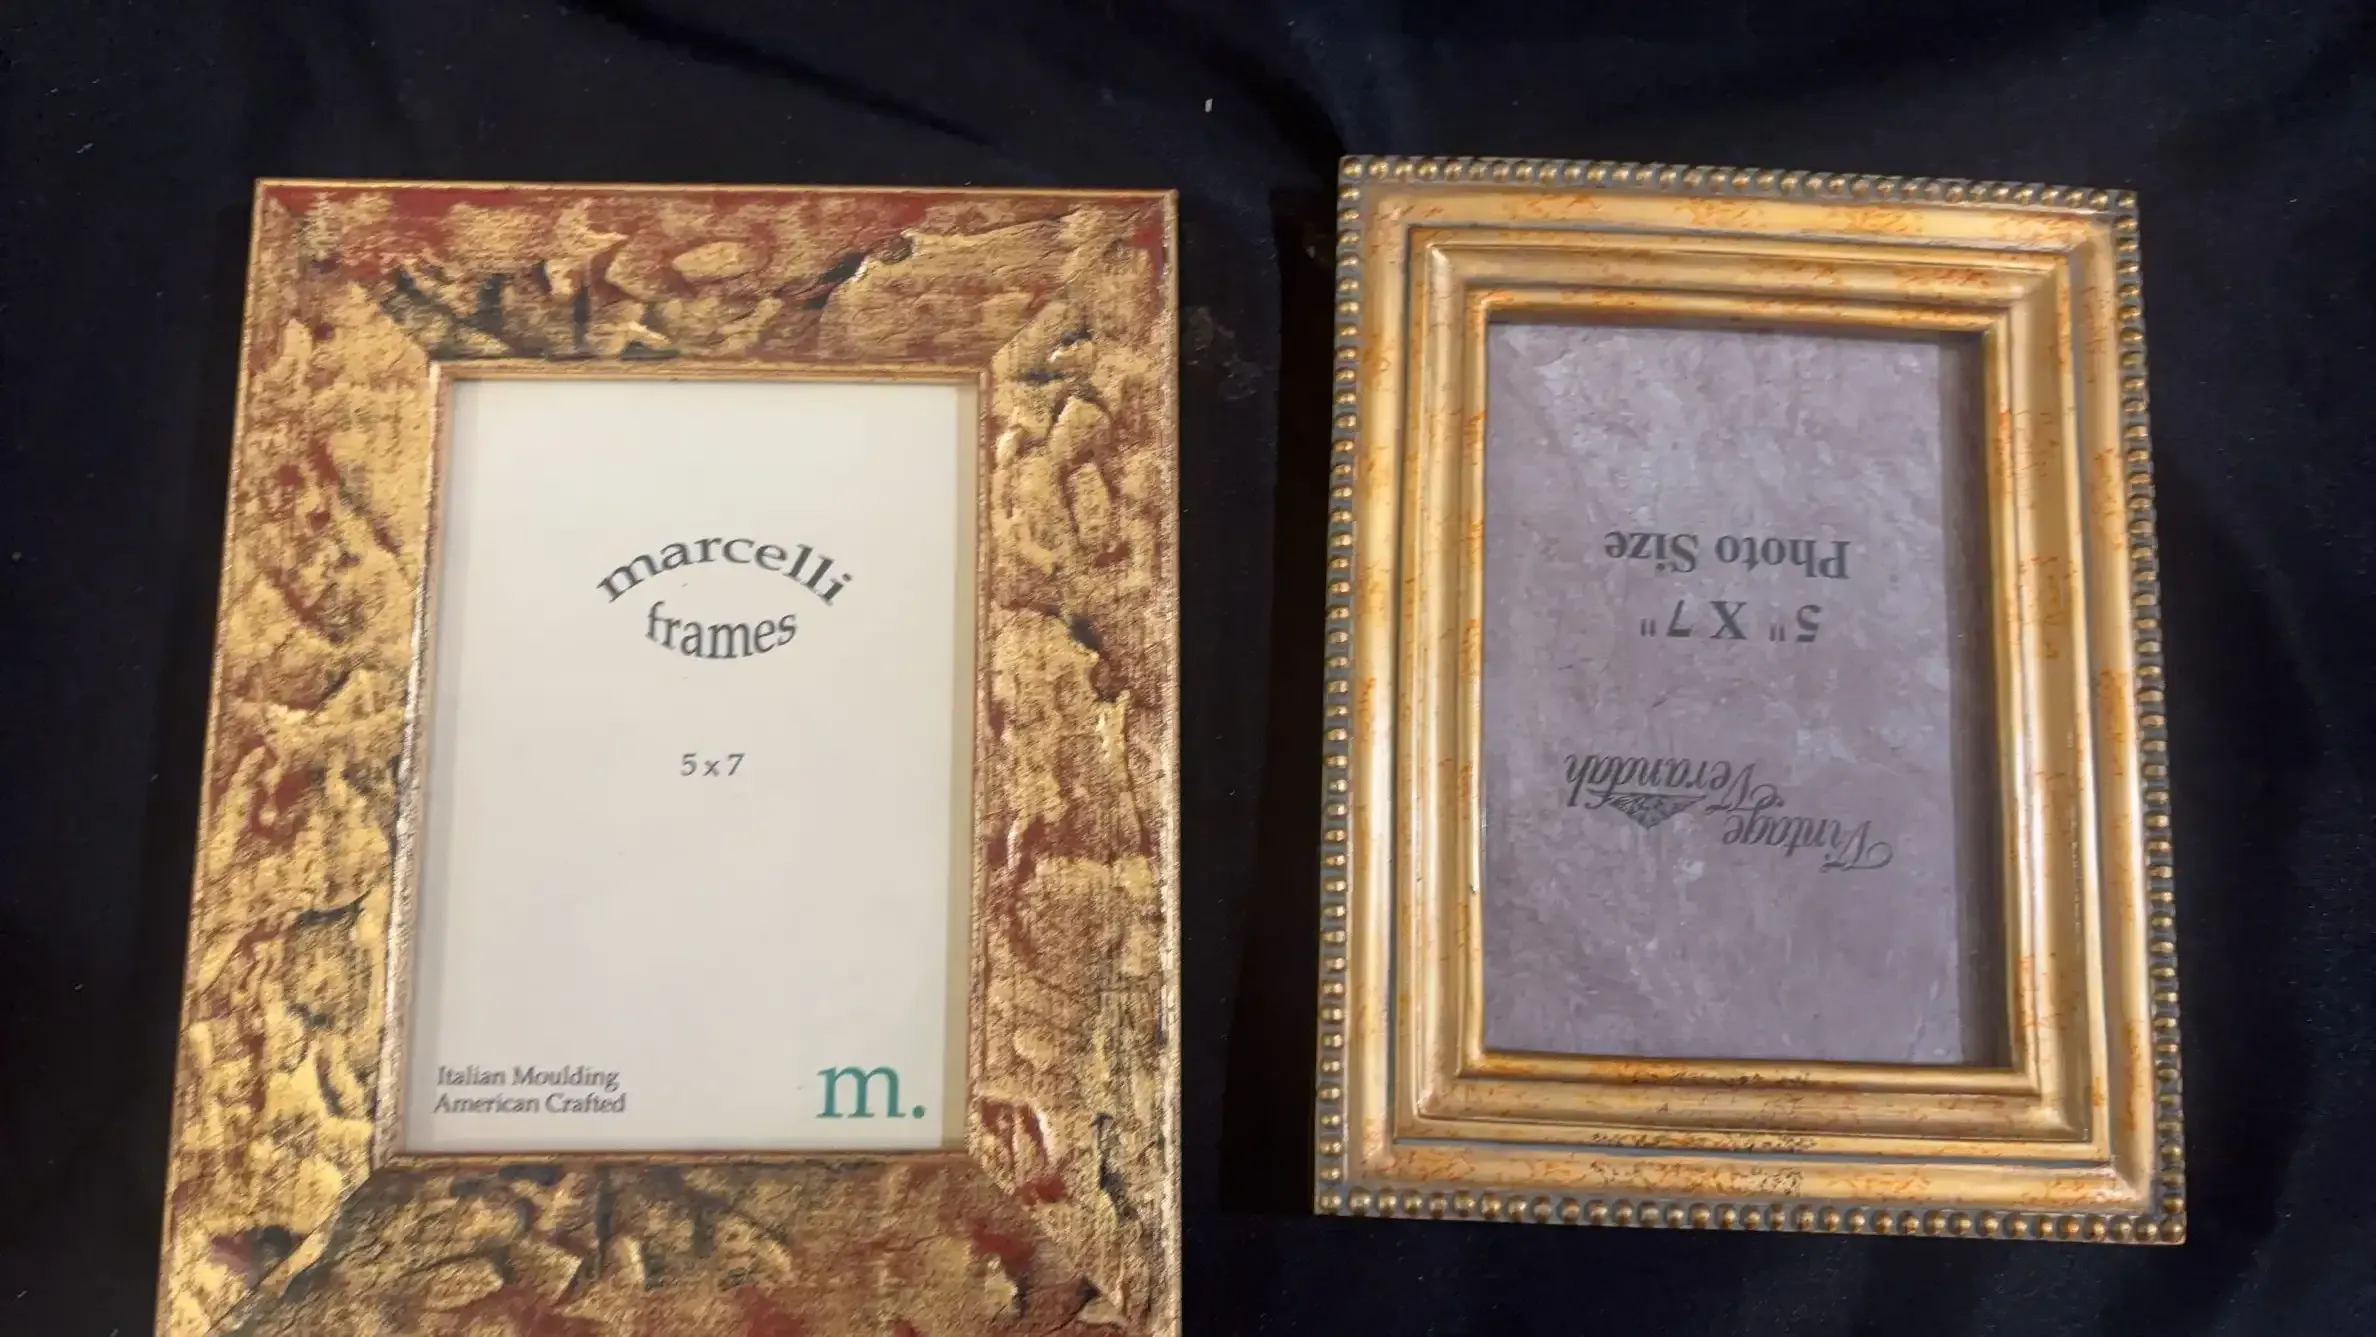 marcelli
frames
5 x 7
Italian Moulding
American Crafted
m.
Vintage
Verandah
5" X 7"
Photo Size